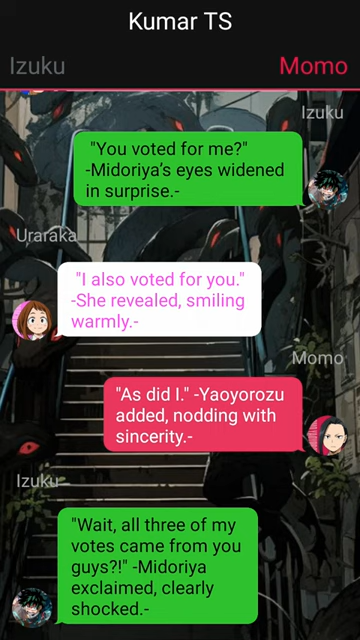 Kumar TS
Izuku
Momo
Izuku
"You voted for me?"
-Midoriya's eyes widened
in surprise.-
Uraraka
"I also voted for you."
-She revealed, smiling
warmly.-
Momo
"As did I." -Yaoyorozu
added, nodding with
sincerity.-
Izuku
"Wait, all three of my
votes came from you
guys?!" -Midoriya
exclaimed, clearly
shocked.-